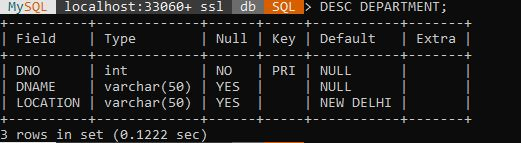 MySQL localhost:33060+ ssl db SQL > DESC DEPARTMENT;
+----------+-------------+------+-----+-----------+-------+
| Field    | Type        | Null | Key | Default   | Extra |
+----------+-------------+------+-----+-----------+-------+
| DNO      | int         | NO   | PRI | NULL      |       |
| DNAME    | varchar(50) | YES  |     | NULL      |       |
| LOCATION | varchar(50) | YES  |     | NEW DELHI |       |
+----------+-------------+------+-----+-----------+-------+
3 rows in set (0.1222 sec)